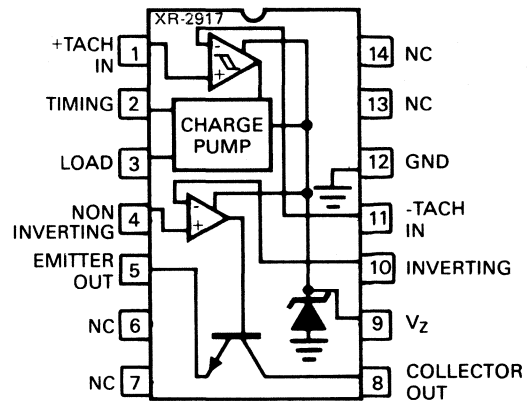 XR-2917
+TACH
IN
1
TIMING
2
LOAD
3
NON
INVERTING
4
EMITTER
OUT
5
NC
6
NC
7
-
+
CHARGE
PUMP
-
+
14
NC
13
NC
12
GND
11
-TACH
IN
10
INVERTING
9
VZ
8
COLLECTOR
OUT